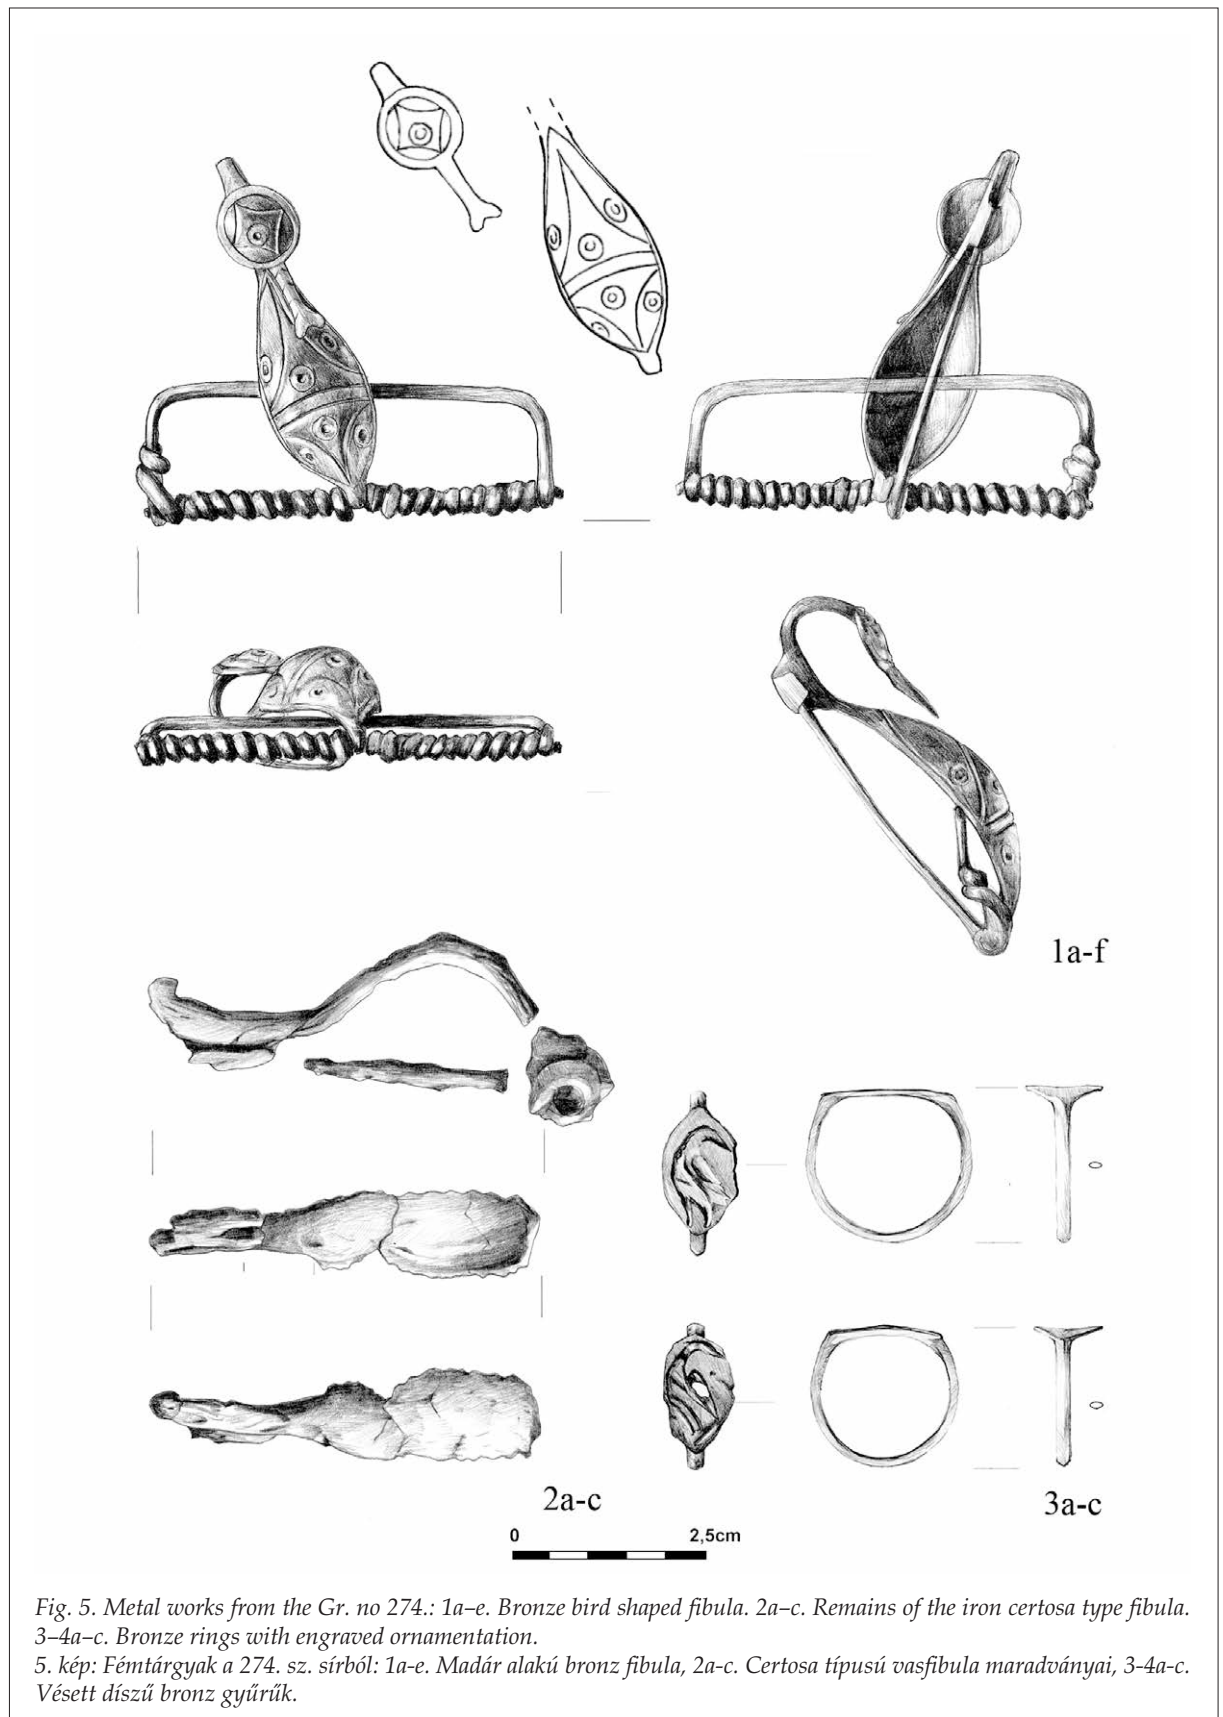 1a-f
2a-c
3a-c
0 2,5cm
Fig. 5. Metal works from the Gr. no 274.: 1a–e. Bronze bird shaped fibula. 2a–c. Remains of the iron certosa type fibula.
3–4a–c. Bronze rings with engraved ornamentation.
5. kép: Fémtárgyak a 274. sz. sírból: 1a-e. Madár alakú bronz fibula, 2a-c. Certosa típusú vasfibula maradványai, 3-4a-c.
Vésett díszű bronz gyűrűk.